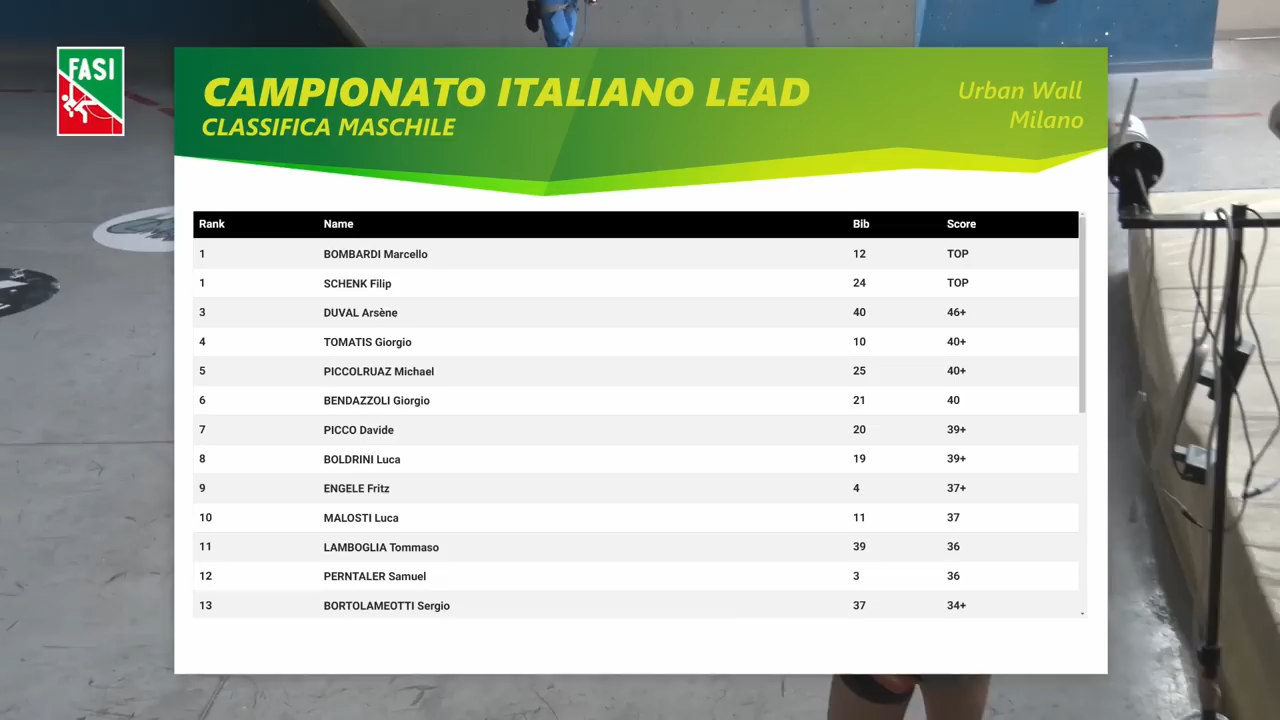 FASI
CAMPIONATO ITALIANO LEAD
CLASSIFICA MASCHILE
Urban Wall
Milano
Rank Name Bib Score
1 BOMBARDI Marcello 12 TOP
1 SCHENK Filip 24 TOP
3 DUVAL Arsène 40 46+
4 TOMATIS Giorgio 10 40+
5 PICCOLRUAZ Michael 25 40+
6 BENDAZZOLI Giorgio 21 40
7 PICCO Davide 20 39+
8 BOLDRINI Luca 19 39+
9 ENGELE Fritz 4 37+
10 MALOSTI Luca 11 37
11 LAMBOGLIA Tommaso 39 36
12 PERNTALER Samuel 3 36
13 BORTOLAMEOTTI Sergio 37 34+